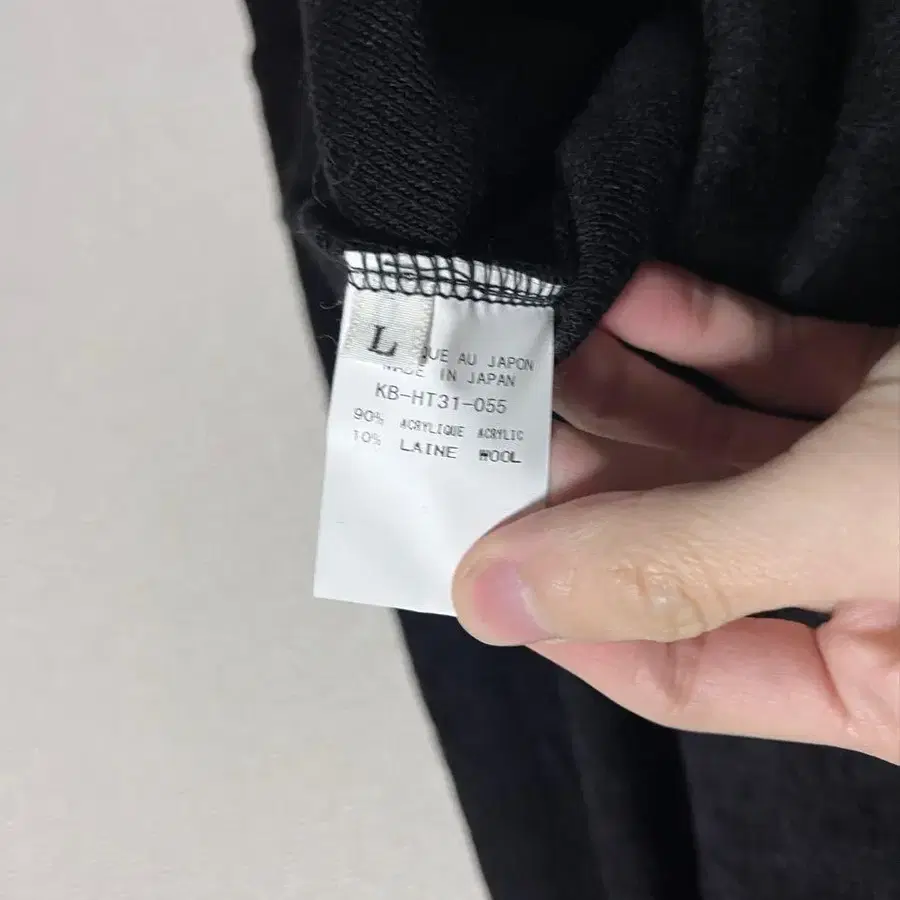 L
QUE AU JAPON
MADE IN JAPAN
KB-HT31-055
90% ACRYLIQUE ACRYLIC
10% LAINE WOOL